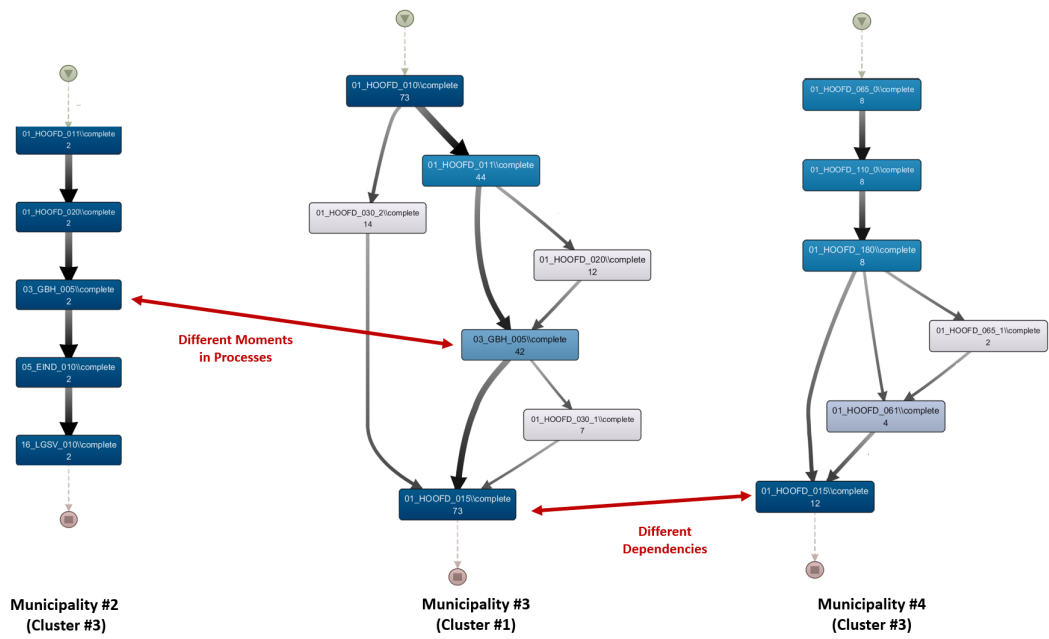 01_HOOFD_011\\complete
2
01_HOOFD_020\\complete
2
03_GBH_005\\complete
2
05_EIND_010\\complete
2
16_LGSV_010\\complete
2
Municipality #2
(Cluster #3)
Different Moments
in Processes
01_HOOFD_010\\complete
73
01_HOOFD_011\\complete
44
01_HOOFD_030_2\\complete
14
01_HOOFD_020\\complete
12
03_GBH_005\\complete
42
01_HOOFD_030_1\\complete
7
01_HOOFD_015\\complete
73
Municipality #3
(Cluster #1)
Different
Dependencies
01_HOOFD_065_0\\complete
8
01_HOOFD_110_0\\complete
8
01_HOOFD_180\\complete
8
01_HOOFD_065_1\\complete
2
01_HOOFD_061\\complete
4
01_HOOFD_015\\complete
12
Municipality #4
(Cluster #3)